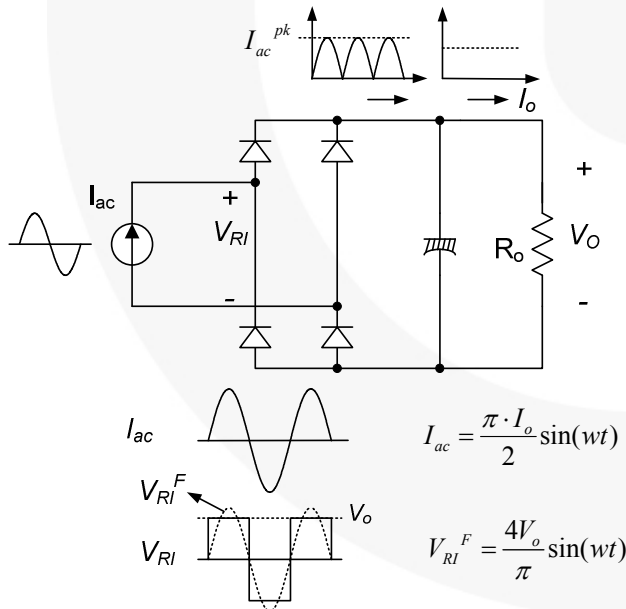 I_ac^pk
I_o
I_ac
+
V_RI
-
+
R_o
V_O
-
I_ac
I_ac = π · I_o / 2 sin(wt)
V_RI^F
V_o
V_RI
V_RI^F = 4V_o / π sin(wt)